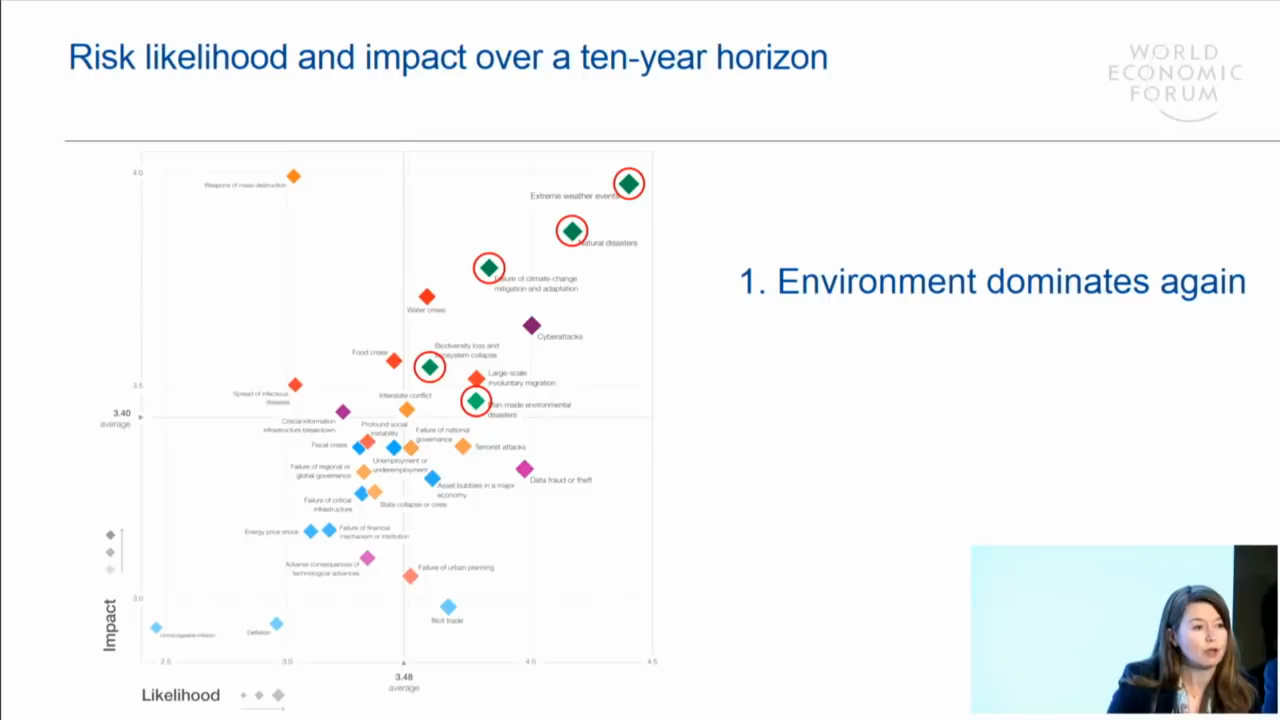 Risk likelihood and impact over a ten-year horizon
WORLD
ECONOMIC
FORUM
4.0
Weapons of mass destruction
Extreme weather events
Natural disasters
Failure of climate-change
mitigation and adaptation
Water crises
Cyberattacks
Biodiversity loss and
ecosystem collapse
Food crises
Large-scale
involuntary migration
3.5
Spread of infectious
diseases
Interstate conflict
Man-made environmental
disasters
3.40
average
Critical information
infrastructure breakdown
Profound social
instability
Failure of national
governance
Fiscal crises
Terrorist attacks
Unemployment or
underemployment
Failure of regional or
global governance
Data fraud or theft
Asset bubbles in a major
economy
Failure of critical
infrastructure
State collapse or crisis
Energy price shock
Failure of financial
mechanism or institution
Adverse consequences of
technological advances
Failure of urban planning
3.0
Illicit trade
Unmanageable inflation
Deflation
Impact
2.5
3.0
4.0
4.5
3.48
average
Likelihood
1. Environment dominates again